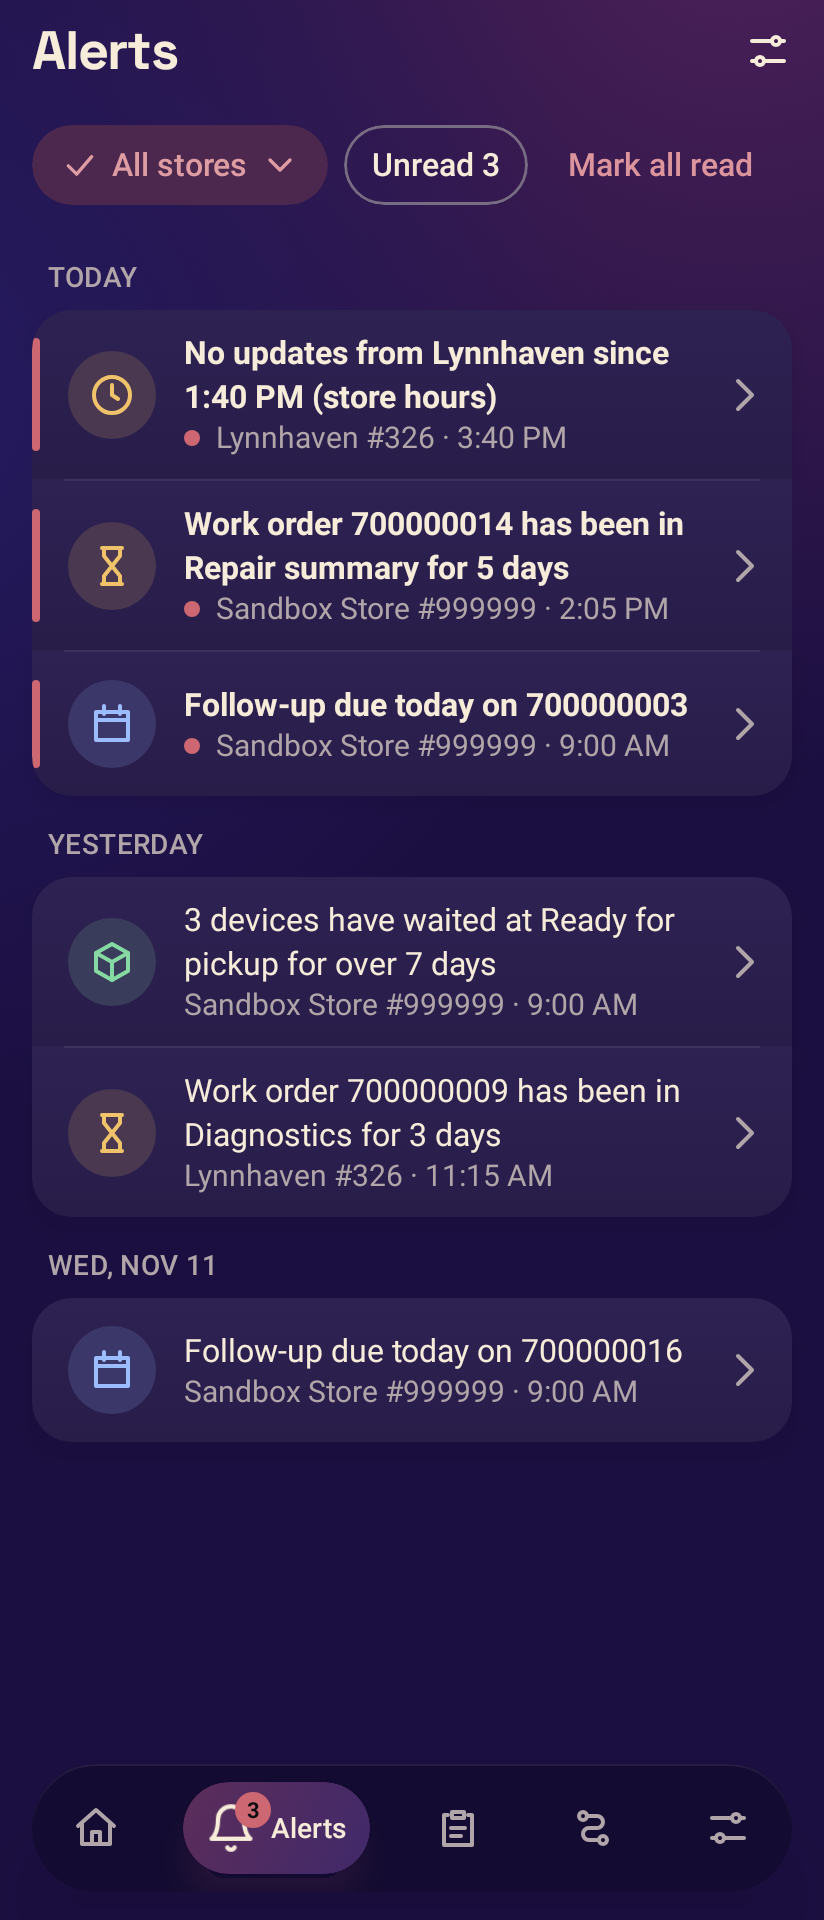 Alerts
All stores
Unread 3
Mark all read
TODAY
No updates from Lynnhaven since
1:40 PM (store hours)
Lynnhaven #326 · 3:40 PM
Work order 700000014 has been in
Repair summary for 5 days
Sandbox Store #999999 · 2:05 PM
Follow-up due today on 700000003
Sandbox Store #999999 · 9:00 AM
YESTERDAY
3 devices have waited at Ready for
pickup for over 7 days
Sandbox Store #999999 · 9:00 AM
Work order 700000009 has been in
Diagnostics for 3 days
Lynnhaven #326 · 11:15 AM
WED, NOV 11
Follow-up due today on 700000016
Sandbox Store #999999 · 9:00 AM
3
Alerts